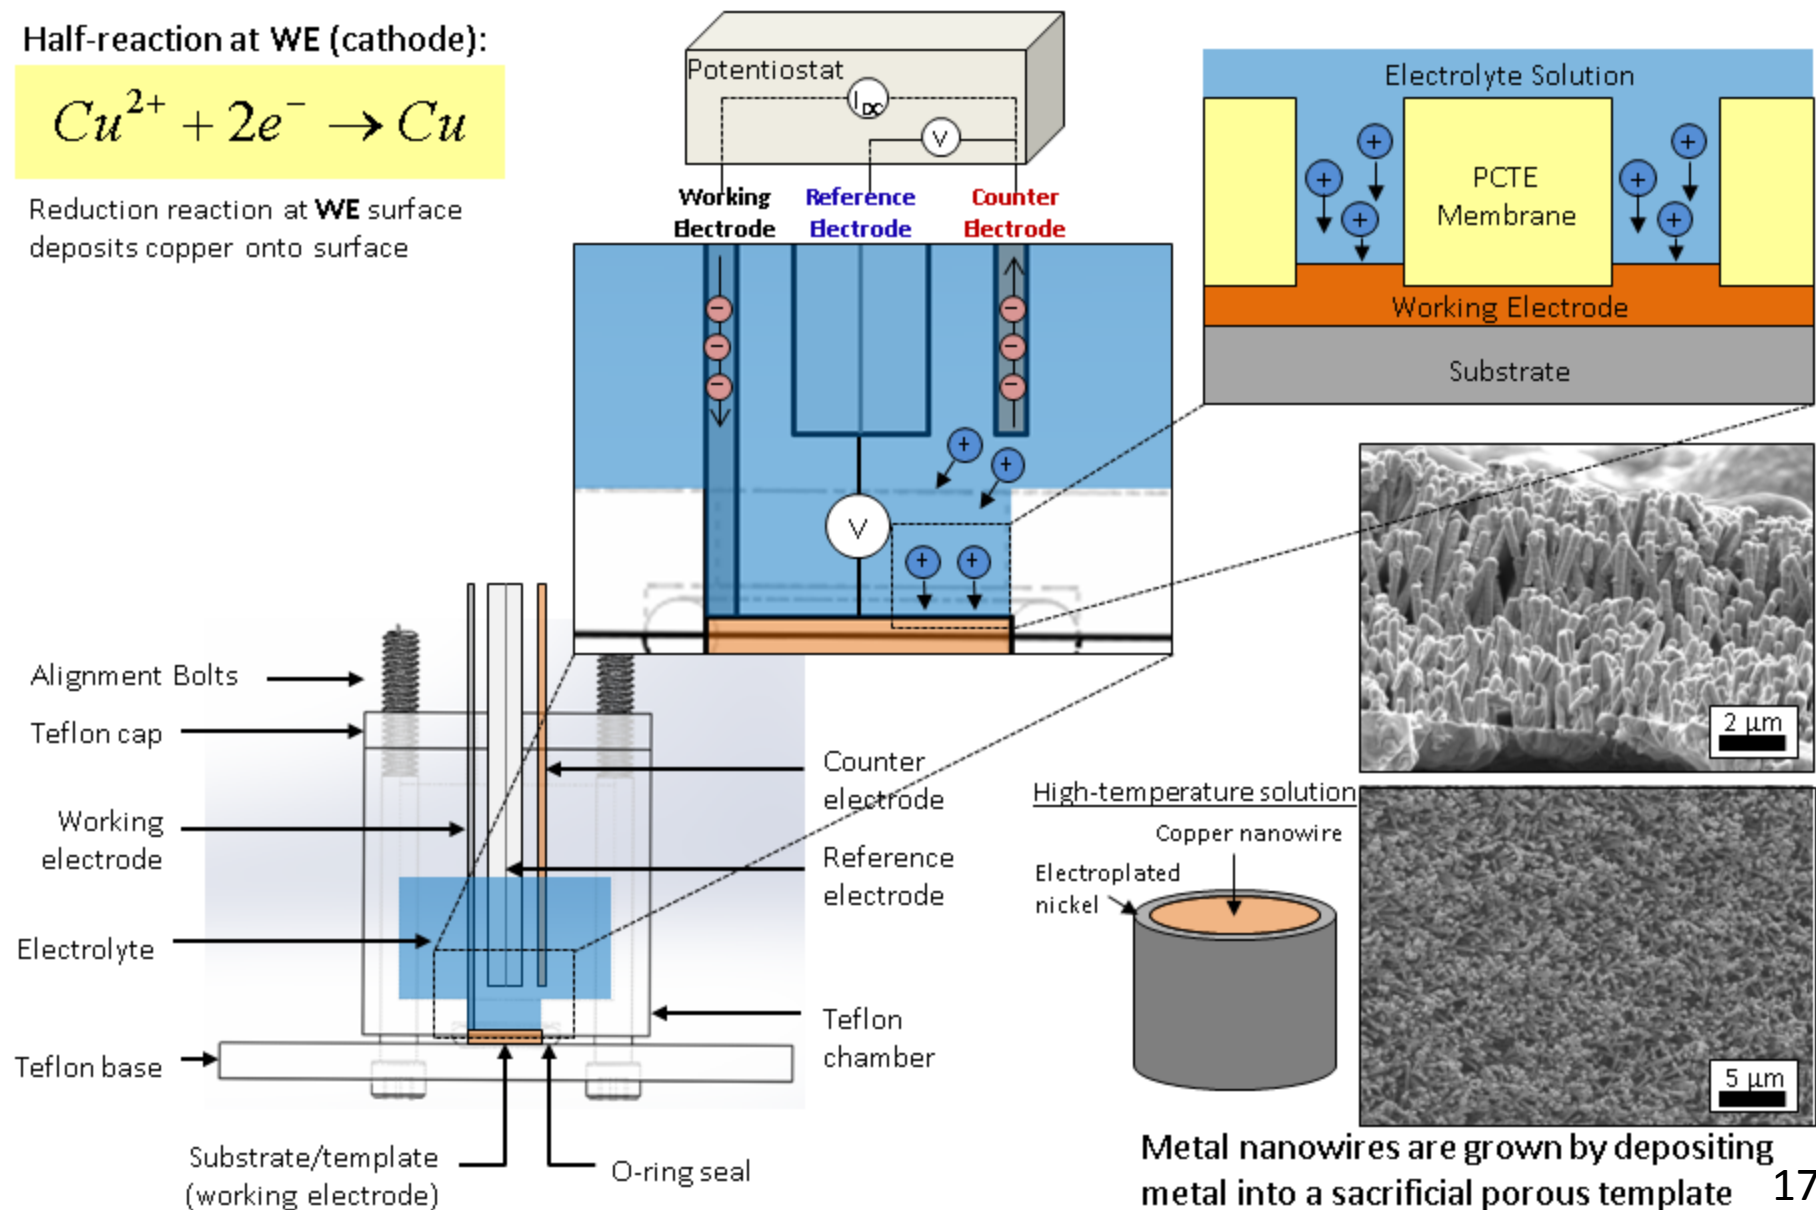 Half-reaction at WE (cathode):
Cu²⁺ + 2e⁻ → Cu
Reduction reaction at WE surface
deposits copper onto surface
Potentiostat
I DC
V
Working
Electrode
Reference
Electrode
Counter
Electrode
−
−
−
−
−
−
+
+
V
+
+
Electrolyte Solution
+
+
+
+
+
+
PCTE
Membrane
Working Electrode
Substrate
2 µm
5 µm
Alignment Bolts
Teflon cap
Working
electrode
Electrolyte
Teflon base
Substrate/template
(working electrode)
O-ring seal
Counter
electrode
Reference
electrode
Teflon
chamber
High-temperature solution
Copper nanowire
Electroplated
nickel
Metal nanowires are grown by depositing
metal into a sacrificial porous template
17